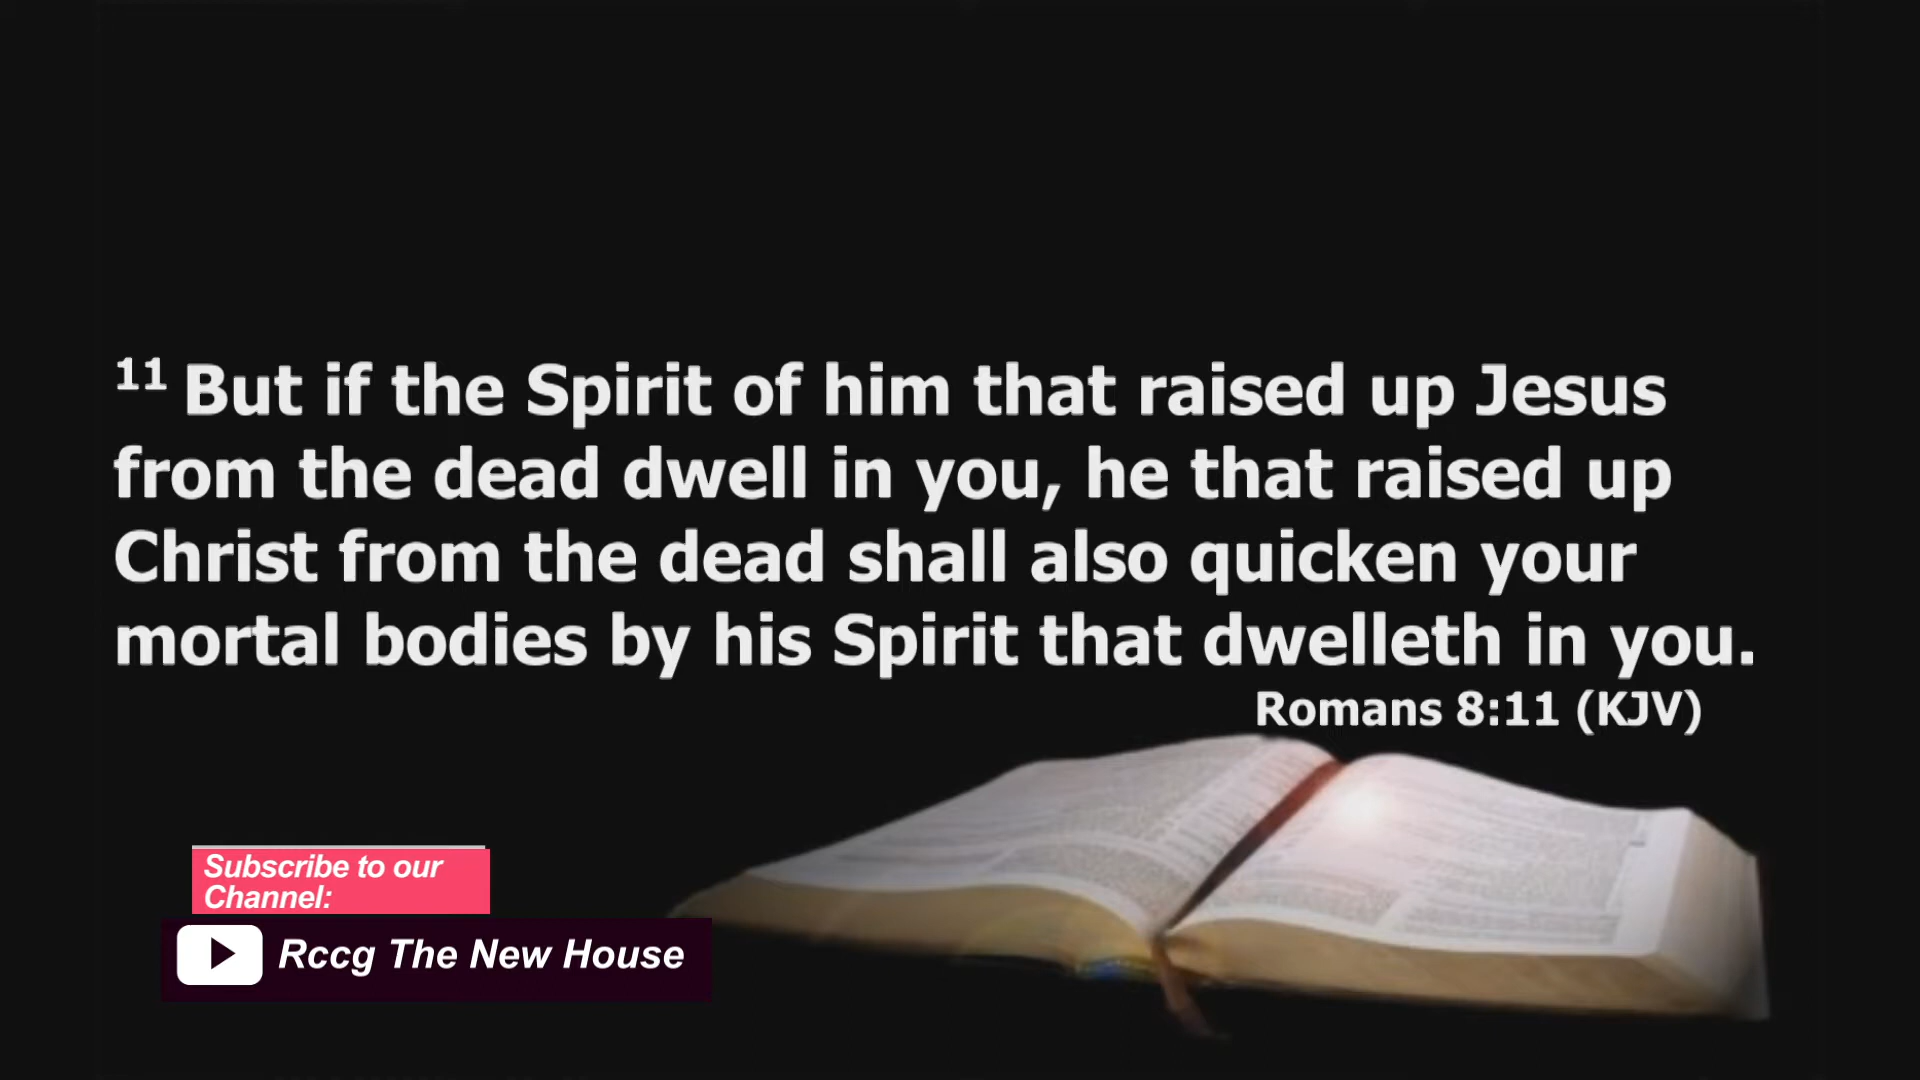 11 But if the Spirit of him that raised up Jesus
from the dead dwell in you, he that raised up
Christ from the dead shall also quicken your
mortal bodies by his Spirit that dwelleth in you.
Romans 8:11 (KJV)
Subscribe to our
Channel:
Rccg The New House